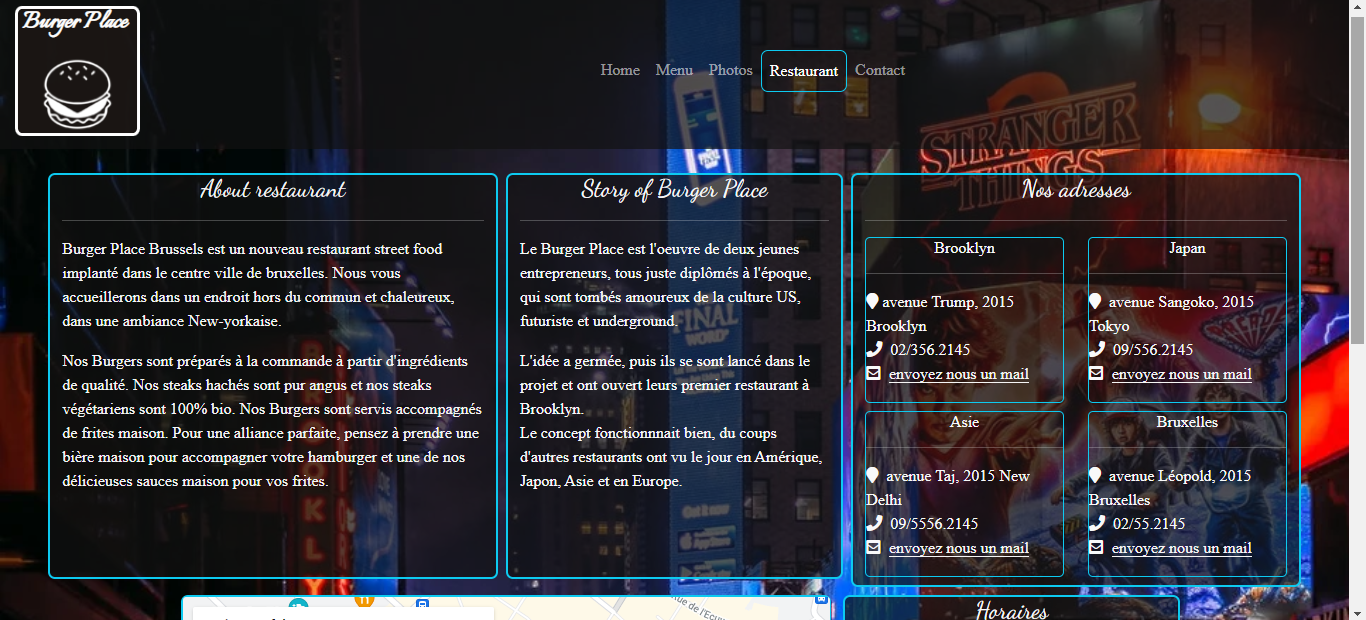 Burger Place
Home Menu Photos Restaurant Contact
STRANGER
THINGS
2
About restaurant
Burger Place Brussels est un nouveau restaurant street food
implanté dans le centre ville de bruxelles. Nous vous
accueillerons dans un endroit hors du commun et chaleureux,
dans une ambiance New-yorkaise.
Nos Burgers sont préparés à la commande à partir d'ingrédients
de qualité. Nos steaks hachés sont pur angus et nos steaks
végétariens sont 100% bio. Nos Burgers sont servis accompagnés
de frites maison. Pour une alliance parfaite, pensez à prendre une
bière maison pour accompagner votre hamburger et une de nos
délicieuses sauces maison pour vos frites.
Story of Burger Place
Le Burger Place est l'oeuvre de deux jeunes
entrepreneurs, tous juste diplômés à l'époque,
qui sont tombés amoureux de la culture US,
futuriste et underground.
L'idée a germée, puis ils se sont lancé dans le
projet et ont ouvert leurs premier restaurant à
Brooklyn.
Le concept fonctionnnait bien, du coups
d'autres restaurants ont vu le jour en Amérique,
Japon, Asie et en Europe.
FINAL
WORD
Nos adresses
Brooklyn
avenue Trump, 2015
Brooklyn
02/356.2145
envoyez nous un mail
Japan
avenue Sangoko, 2015
Tokyo
09/556.2145
envoyez nous un mail
Asie
avenue Taj, 2015 New
Delhi
09/5556.2145
envoyez nous un mail
Bruxelles
avenue Léopold, 2015
Bruxelles
02/55.2145
envoyez nous un mail
Horaires